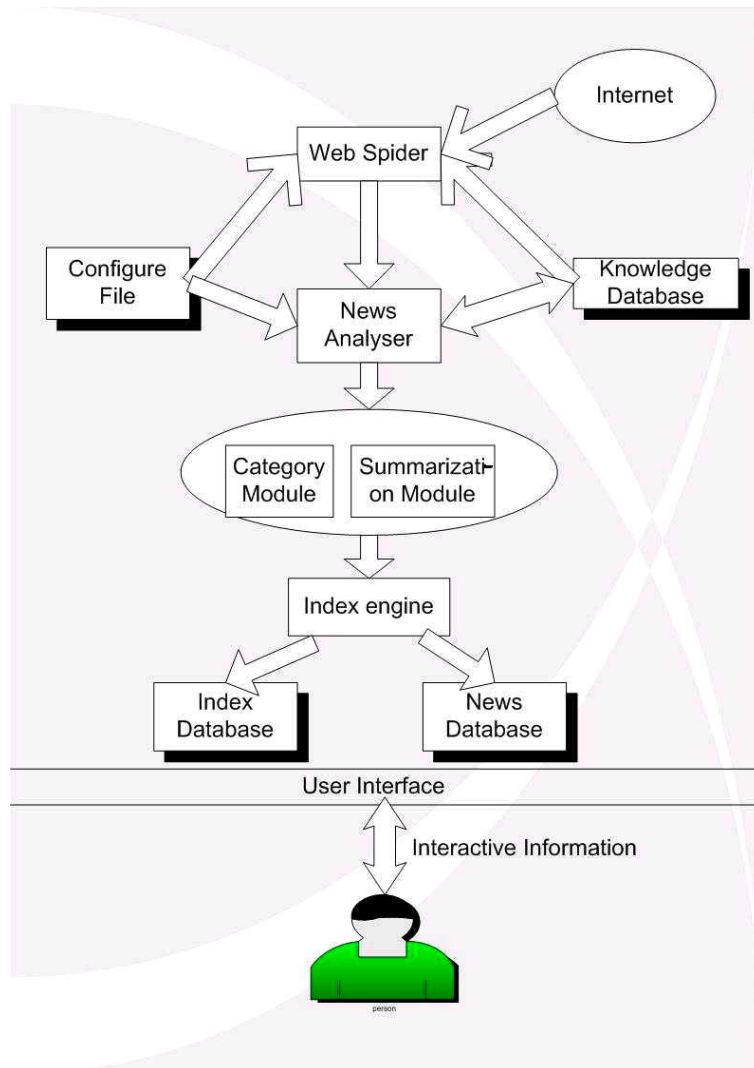 Internet
Web Spider
Configure
File
Knowledge
Database
News
Analyser
Category
Module
Summarizati-
on Module
Index engine
Index
Database
News
Database
User Interface
Interactive Information
person